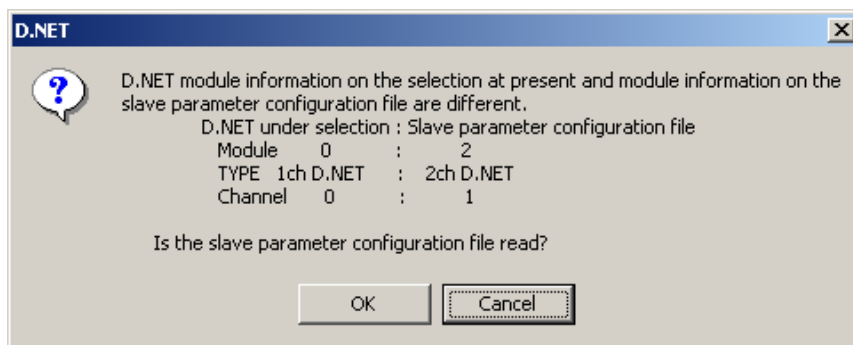 D.NET
D.NET module information on the selection at present and module information on the
slave parameter configuration file are different.
D.NET under selection : Slave parameter configuration file
Module 0 : 2
TYPE 1ch D.NET : 2ch D.NET
Channel 0 : 1
Is the slave parameter configuration file read?
OK Cancel